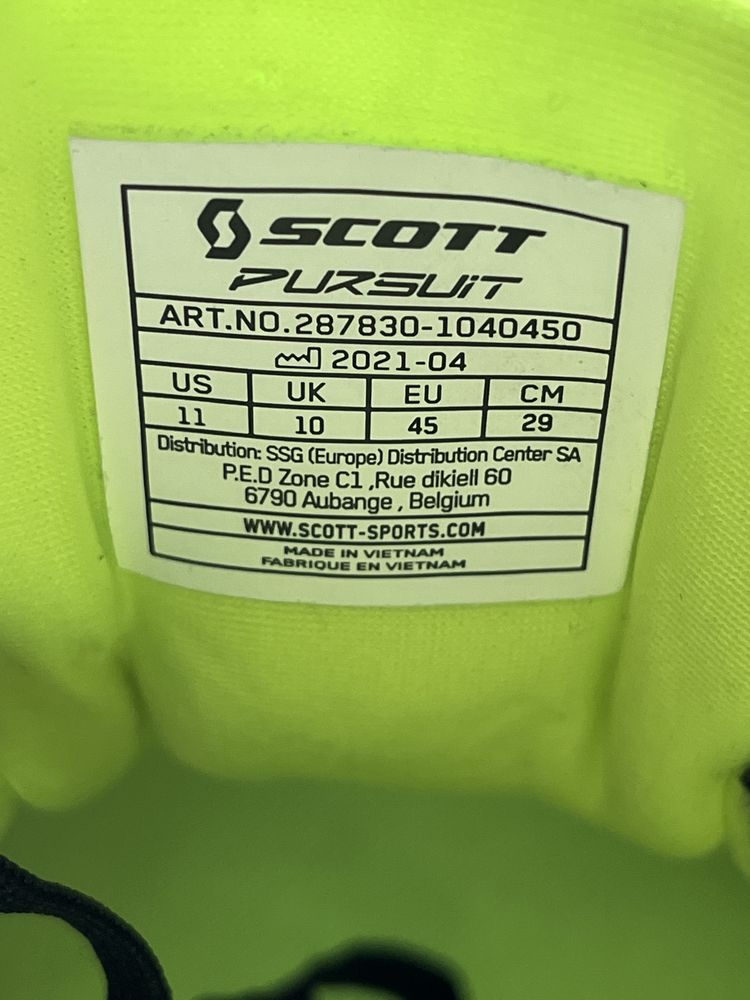 SCOTT
PURSUIT
ART.NO.287830-1040450
2021-04
US UK EU CM
11 10 45 29
Distribution: SSG (Europe) Distribution Center SA
P.E.D Zone C1 ,Rue dikiell 60
6790 Aubange , Belgium
WWW.SCOTT-SPORTS.COM
MADE IN VIETNAM
FABRIQUE EN VIETNAM